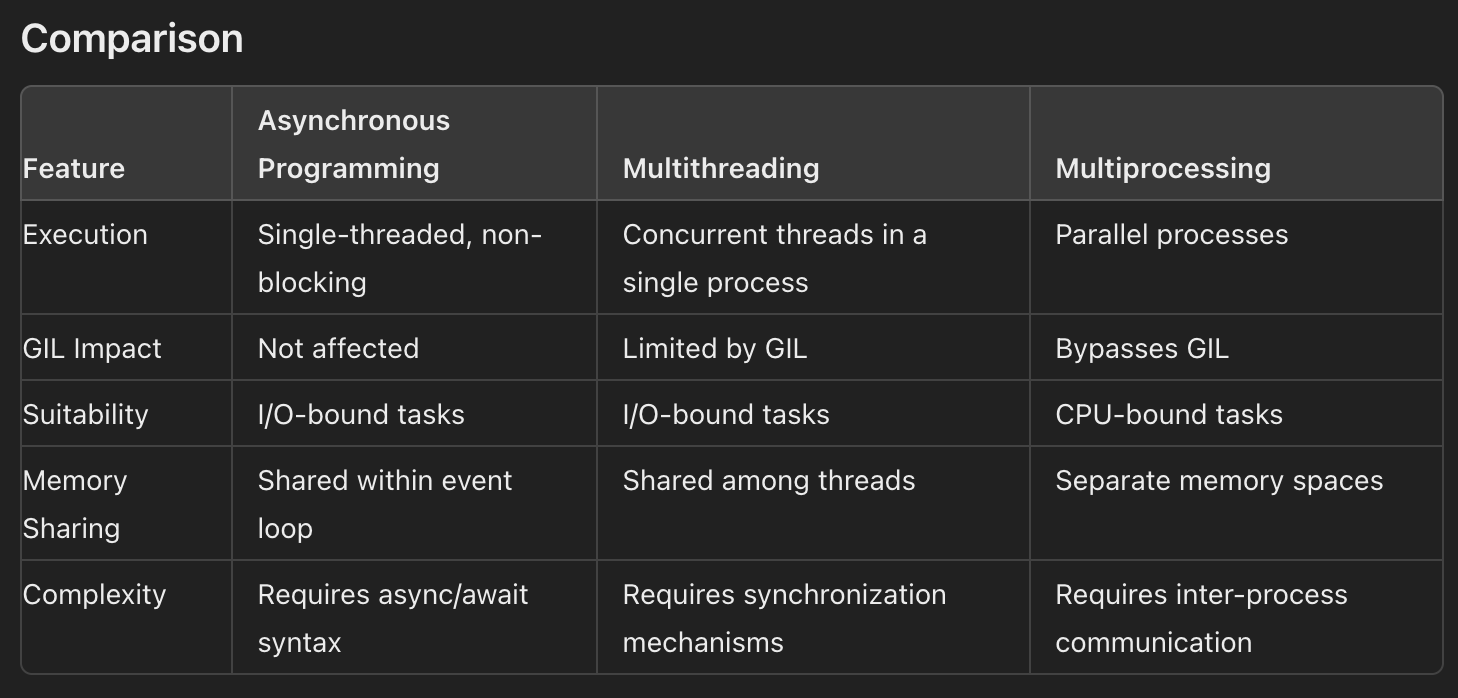 Comparison
Asynchronous
Programming
Feature
Multithreading
Multiprocessing
Execution
Single-threaded, non-
blocking
Concurrent threads in a
single process
Parallel processes
GIL Impact
Not affected
Limited by GIL
Bypasses GIL
Suitability
I/O-bound tasks
I/O-bound tasks
CPU-bound tasks
Memory
Sharing
Shared within event
loop
Shared among threads
Separate memory spaces
Complexity
Requires async/await
syntax
Requires synchronization
mechanisms
Requires inter-process
communication